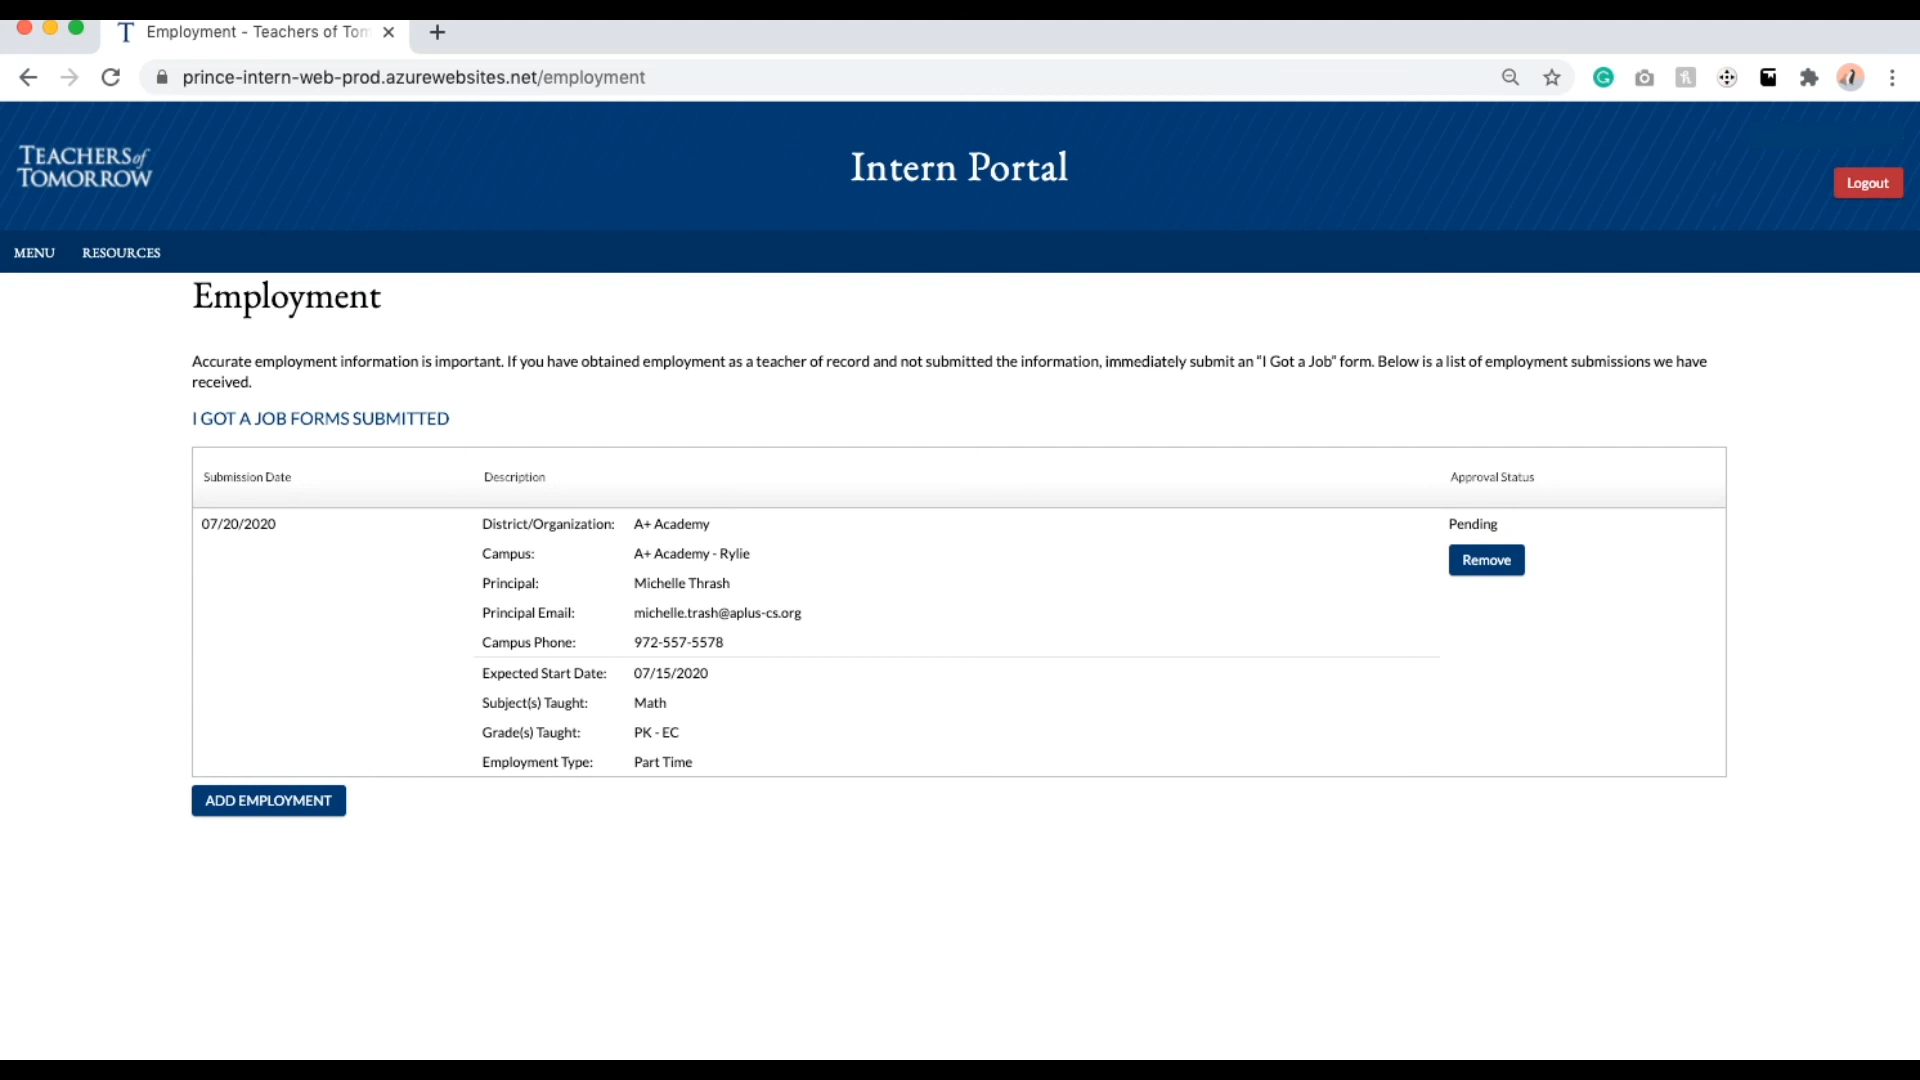 Employment - Teachers of Tom
prince-intern-web-prod.azurewebsites.net/employment
TEACHERS of
TOMORROW
Intern Portal
Logout
MENU RESOURCES
Employment
Accurate employment information is important. If you have obtained employment as a teacher of record and not submitted the information, immediately submit an “I Got a Job” form. Below is a list of employment submissions we have
received.
I GOT A JOB FORMS SUBMITTED
Submission Date Description Approval Status
07/20/2020 District/Organization: A+ Academy Pending
Campus: A+ Academy - Rylie
Remove
Principal: Michelle Thrash
Principal Email: michelle.trash@aplus-cs.org
Campus Phone: 972-557-5578
Expected Start Date: 07/15/2020
Subject(s) Taught: Math
Grade(s) Taught: PK - EC
Employment Type: Part Time
ADD EMPLOYMENT